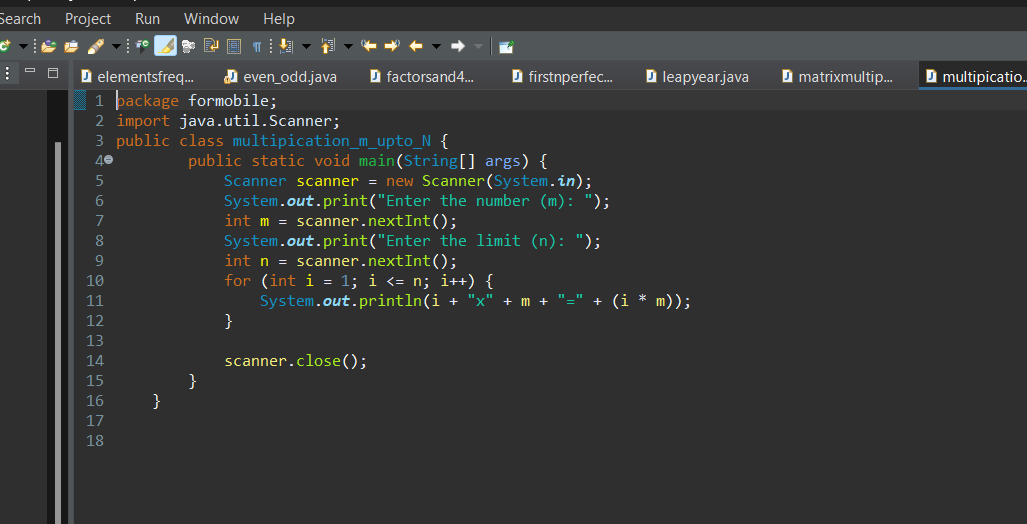 Search Project Run Window Help
elementsfreq... even_odd.java factorsand4... firstnperfec... leapyear.java matrixmultip... multipicatio...
1 package formobile;
2 import java.util.Scanner;
3 public class multipication_m_upto_N {
4 public static void main(String[] args) {
5 Scanner scanner = new Scanner(System.in);
6 System.out.print("Enter the number (m): ");
7 int m = scanner.nextInt();
8 System.out.print("Enter the limit (n): ");
9 int n = scanner.nextInt();
10 for (int i = 1; i <= n; i++) {
11 System.out.println(i + "x" + m + "=" + (i * m));
12 }
13
14 scanner.close();
15 }
16 }
17
18